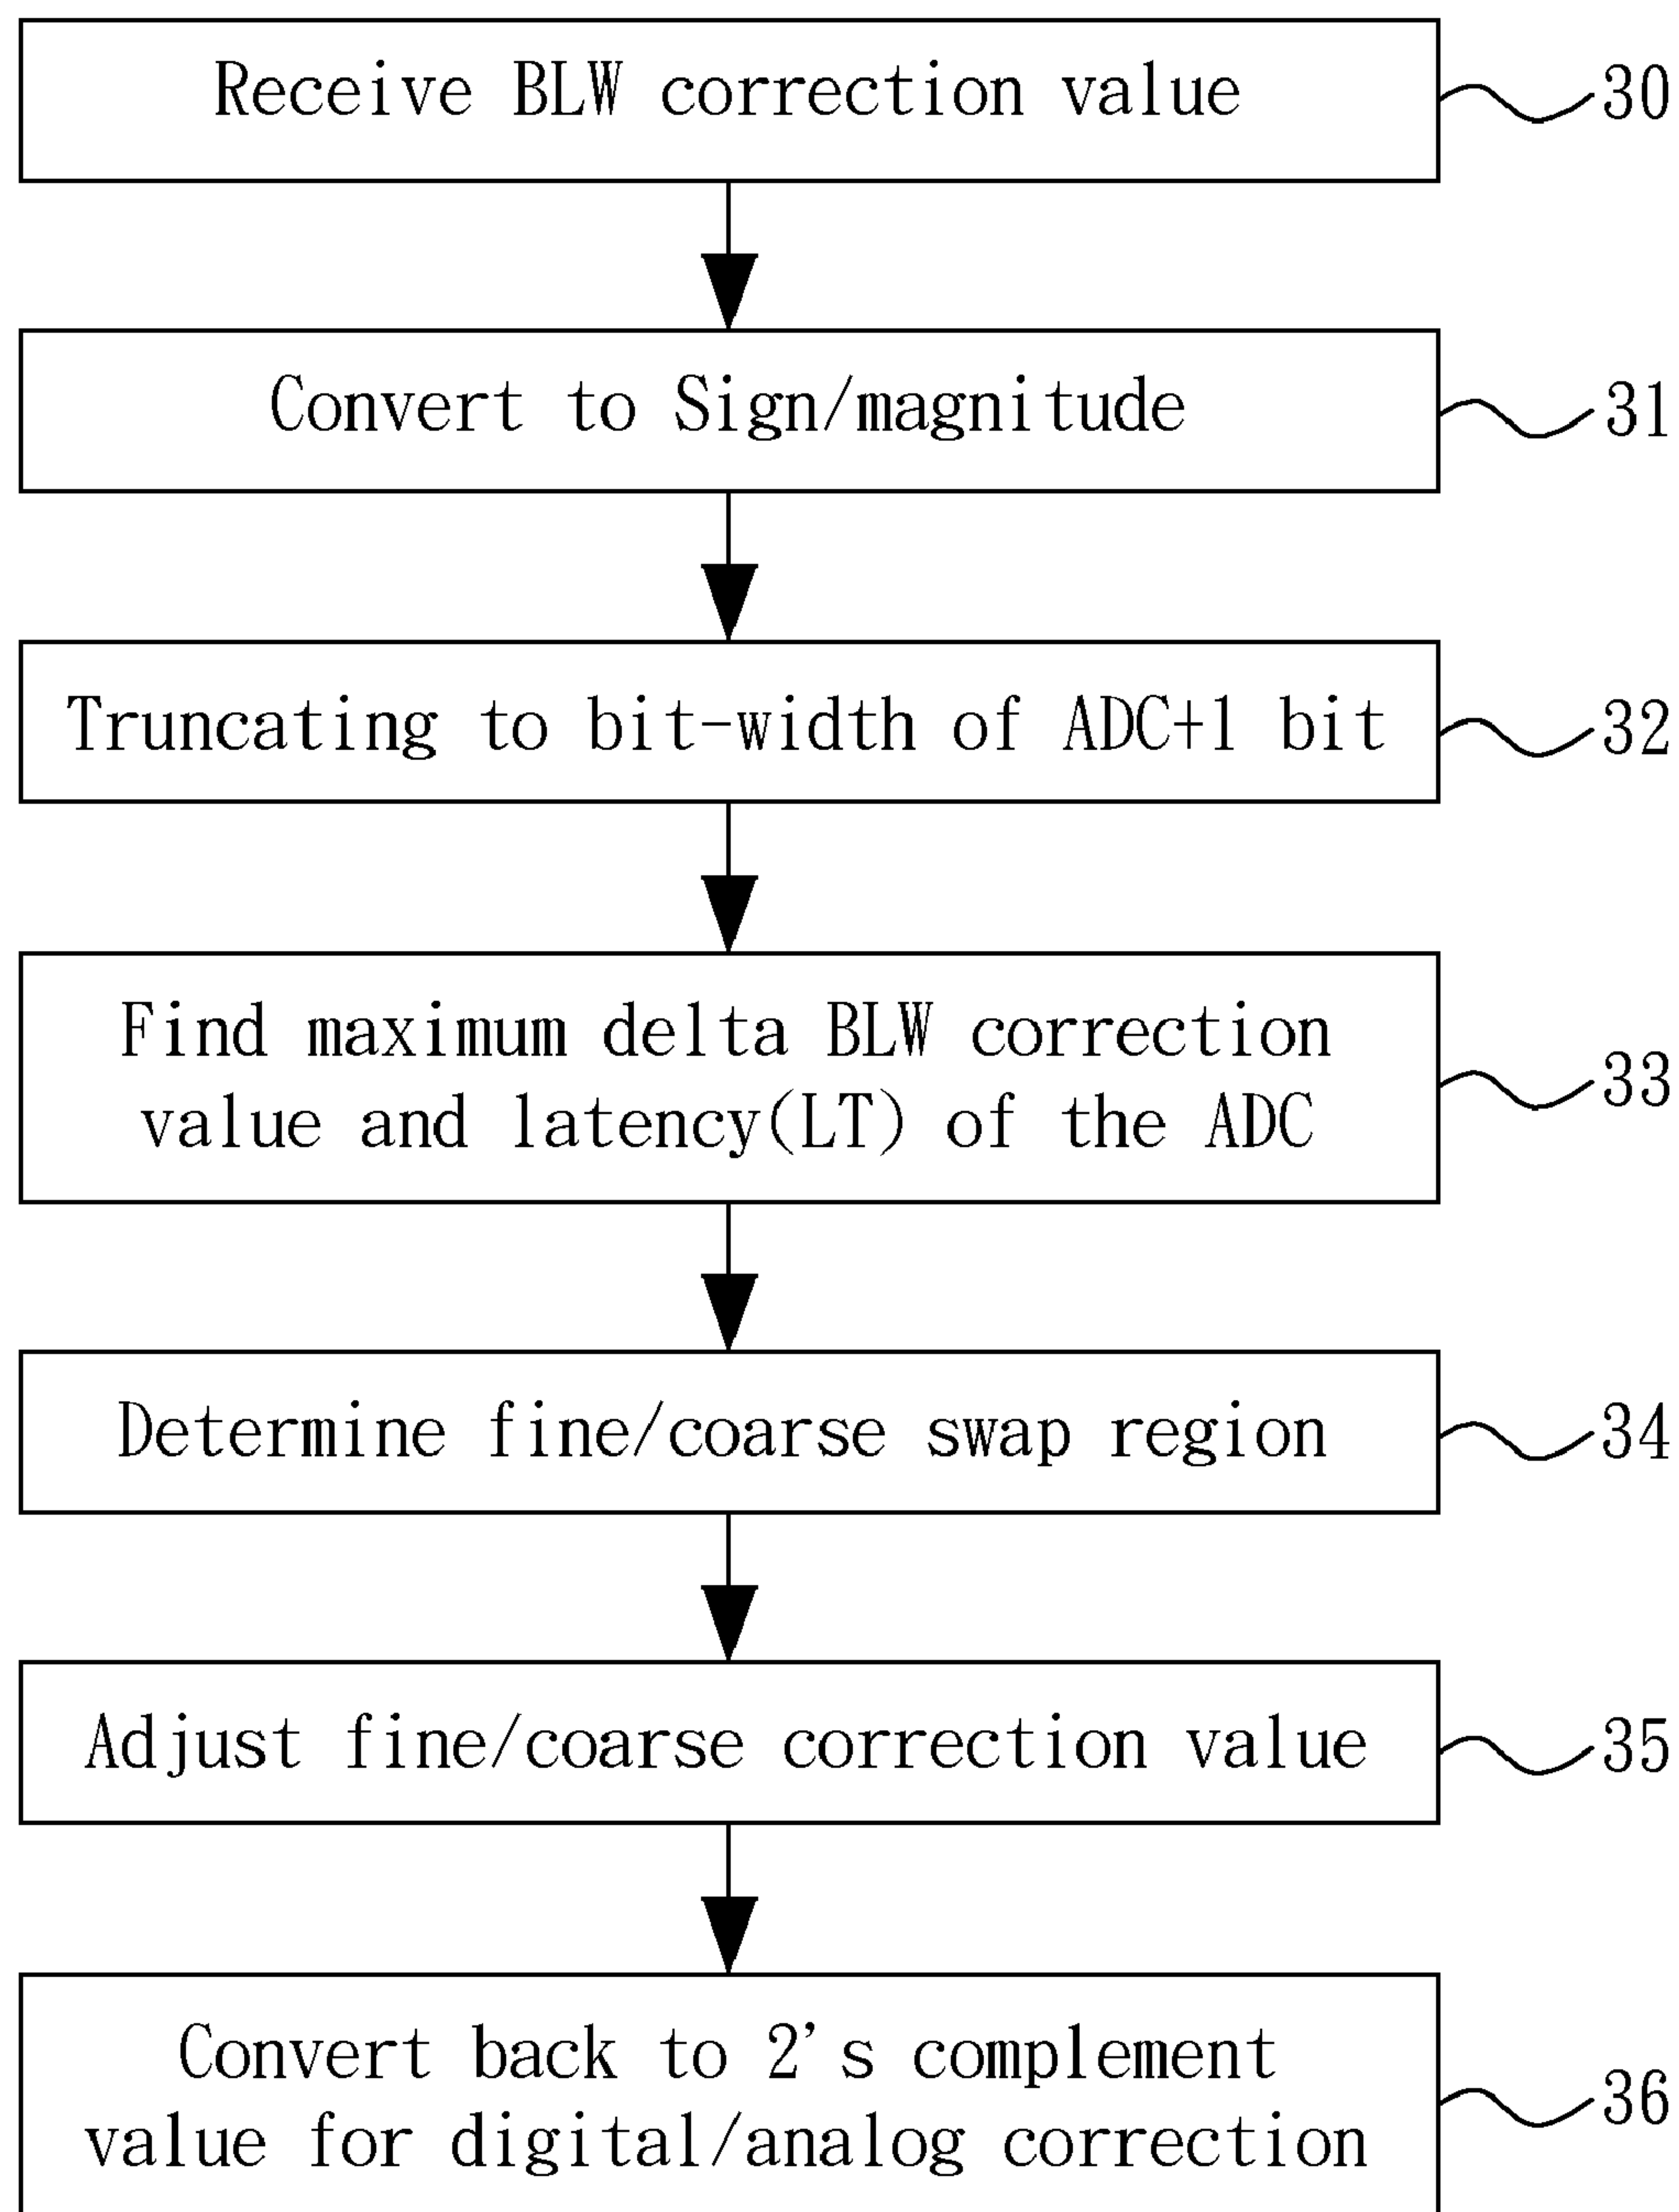 Receive BLW correction value
30
Convert to Sign/magnitude
31
Truncating to bit-width of ADC+1 bit
32
Find maximum delta BLW correction
value and latency(LT) of the ADC
33
Determine fine/coarse swap region
34
Adjust fine/coarse correction value
35
Convert back to 2's complement
value for digital/analog correction
36